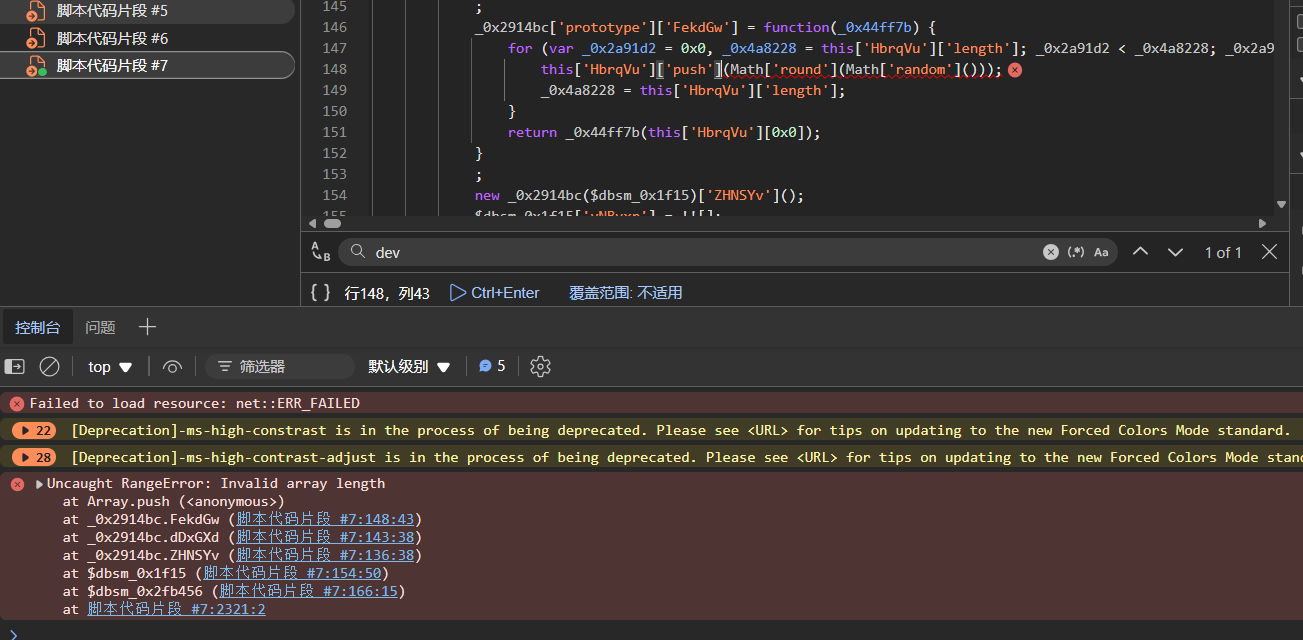 脚本代码片段 #5
脚本代码片段 #6
脚本代码片段 #7
145 ;
146 _0x2914bc['prototype']['FekdGw'] = function(_0x44ff7b) {
147 for (var _0x2a91d2 = 0x0, _0x4a8228 = this['HbrqVu']['length']; _0x2a91d2 < _0x4a8228; _0x2a9
148 this['HbrqVu']['push'](Math['round'](Math['random']()));
149 _0x4a8228 = this['HbrqVu']['length'];
150 }
151 return _0x44ff7b(this['HbrqVu'][0x0]);
152 }
153 ;
154 new _0x2914bc($dbsm_0x1f15)['ZHNSYv']();
dev
(.*) Aa
1 of 1
{ } 行148，列43 Ctrl+Enter 覆盖范围: 不适用
控制台 问题
top 筛选器 默认级别 5
Failed to load resource: net::ERR_FAILED
22 [Deprecation]-ms-high-constrast is in the process of being deprecated. Please see <URL> for tips on updating to the new Forced Colors Mode standard.
28 [Deprecation]-ms-high-contrast-adjust is in the process of being deprecated. Please see <URL> for tips on updating to the new Forced Colors Mode stand
Uncaught RangeError: Invalid array length
at Array.push (<anonymous>)
at _0x2914bc.FekdGw (脚本代码片段 #7:148:43)
at _0x2914bc.dDxGXd (脚本代码片段 #7:143:38)
at _0x2914bc.ZHNSYv (脚本代码片段 #7:136:38)
at $dbsm_0x1f15 (脚本代码片段 #7:154:50)
at $dbsm_0x2fb456 (脚本代码片段 #7:166:15)
at 脚本代码片段 #7:2321:2